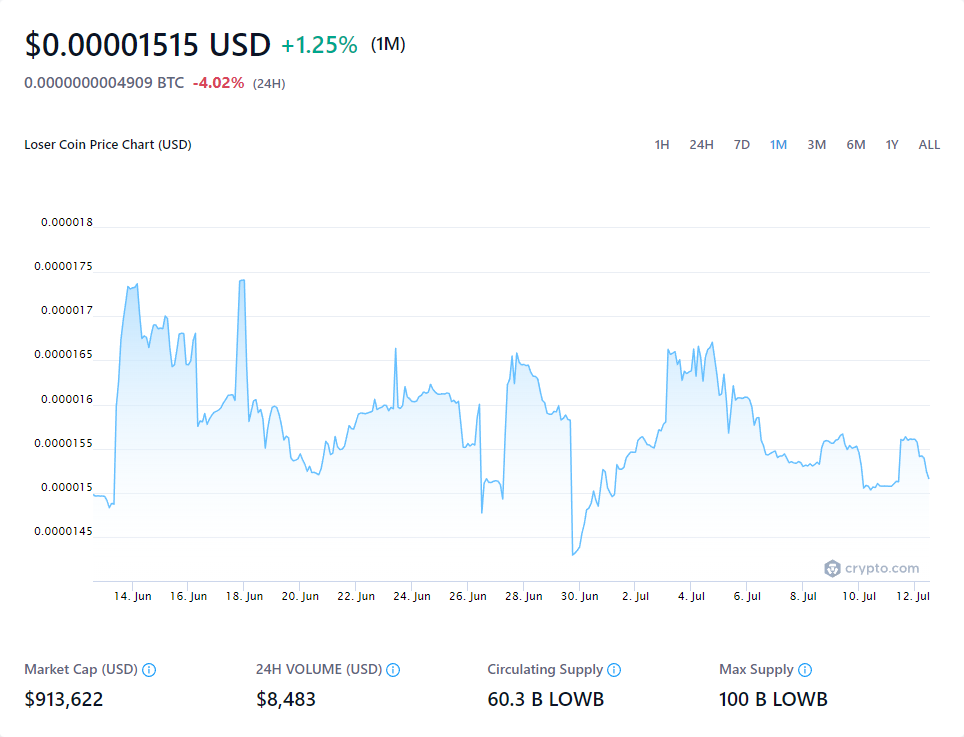 $0.00001515 USD +1.25% (1M)
0.0000000004909 BTC -4.02% (24H)
Loser Coin Price Chart (USD) 1H 24H 7D 1M 3M 6M 1Y ALL
0.000018
0.0000175
0.000017
0.0000165
0.000016
0.0000155
0.000015
0.0000145
crypto.com
14. Jun 16. Jun 18. Jun 20. Jun 22. Jun 24. Jun 26. Jun 28. Jun 30. Jun 2. Jul 4. Jul 6. Jul 8. Jul 10. Jul 12. Jul
Market Cap (USD) 24H VOLUME (USD) Circulating Supply Max Supply
$913,622 $8,483 60.3 B LOWB 100 B LOWB